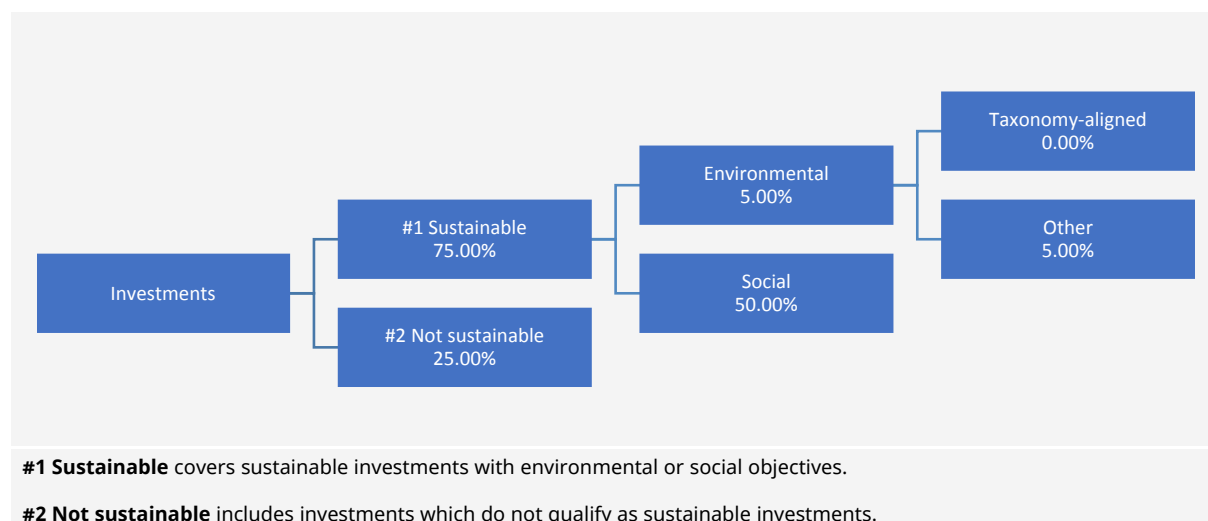 Investments
#1 Sustainable
75.00%
#2 Not sustainable
25.00%
Environmental
5.00%
Social
50.00%
Taxonomy-aligned
0.00%
Other
5.00%
#1 Sustainable covers sustainable investments with environmental or social objectives.
#2 Not sustainable includes investments which do not qualify as sustainable investments.